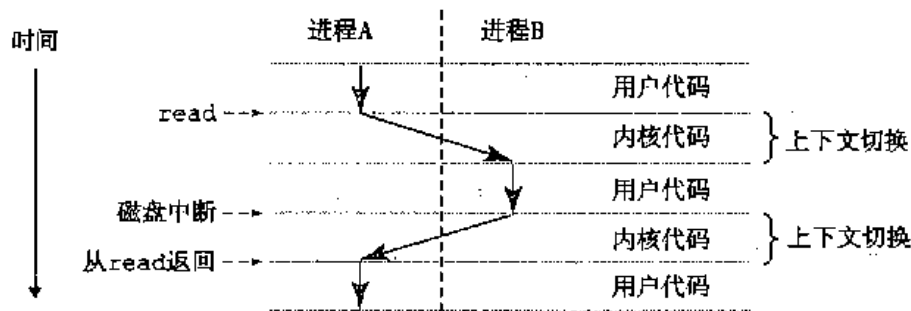 时间
进程A
进程B
用户代码
read
内核代码
上下文切换
用户代码
磁盘中断
内核代码
上下文切换
从read返回
用户代码